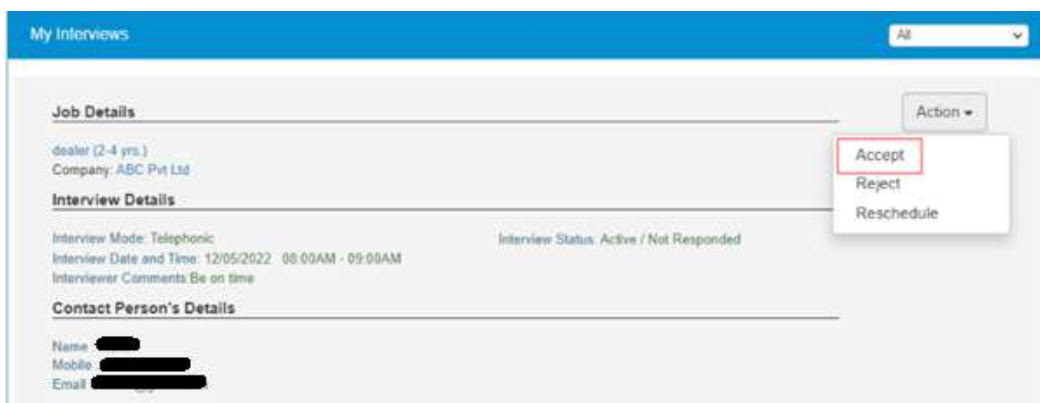 My Interviews
All
Job Details
Action
dealer (2-4 yrs.)
Company: ABC Pvt Ltd
Accept
Reject
Reschedule
Interview Details
Interview Mode: Telephonic
Interview Status: Active / Not Responded
Interview Date and Time: 12/05/2022 08:00AM - 09:00AM
Interviewer Comments:Be on time
Contact Person's Details
Name
Mobile
Email